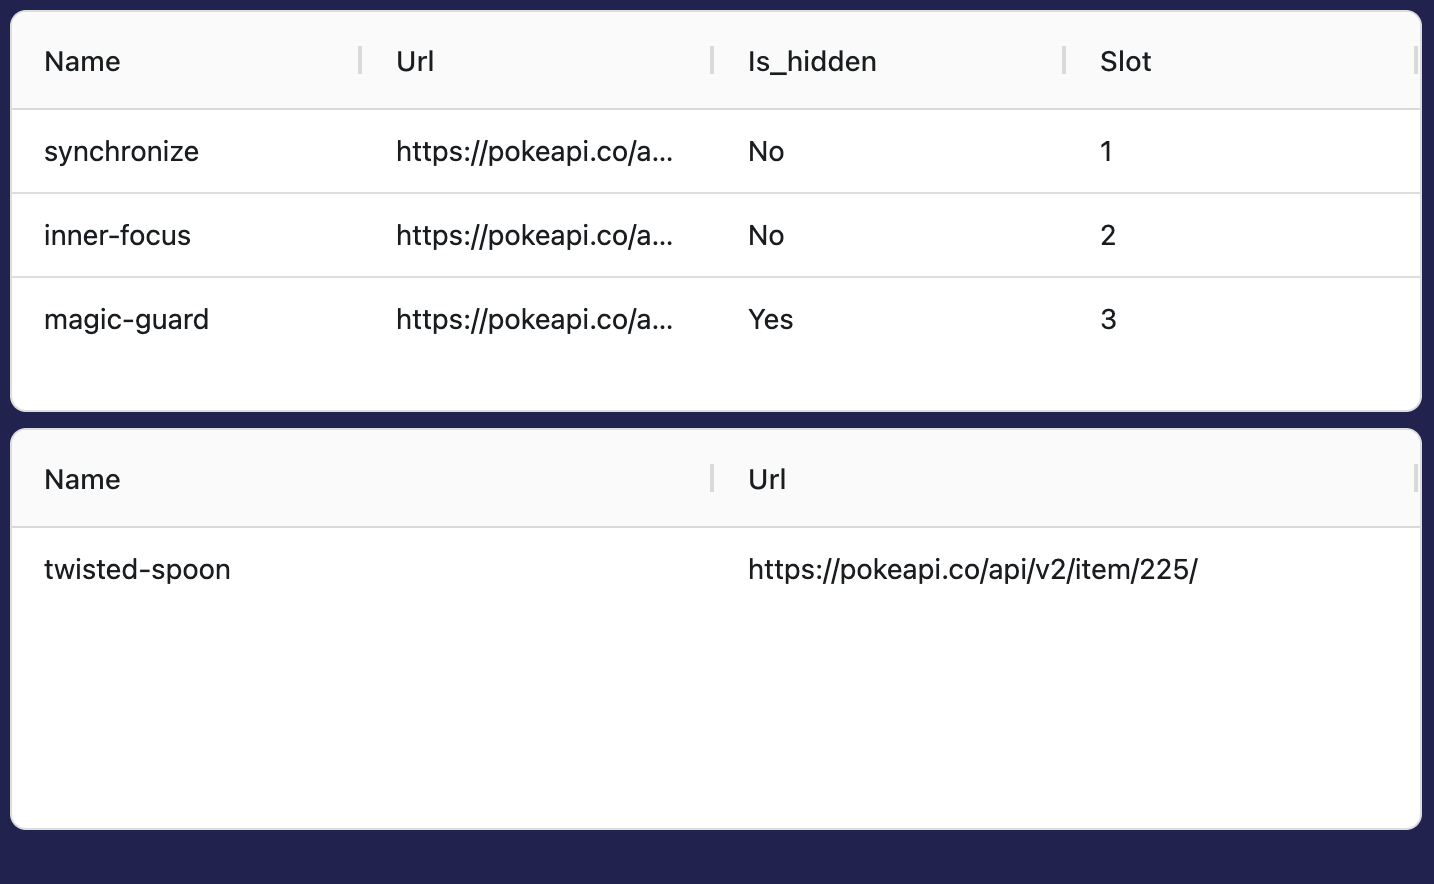 Name Url Is_hidden Slot
synchronize https://pokeapi.co/a... No 1
inner-focus https://pokeapi.co/a... No 2
magic-guard https://pokeapi.co/a... Yes 3
Name Url
twisted-spoon https://pokeapi.co/api/v2/item/225/